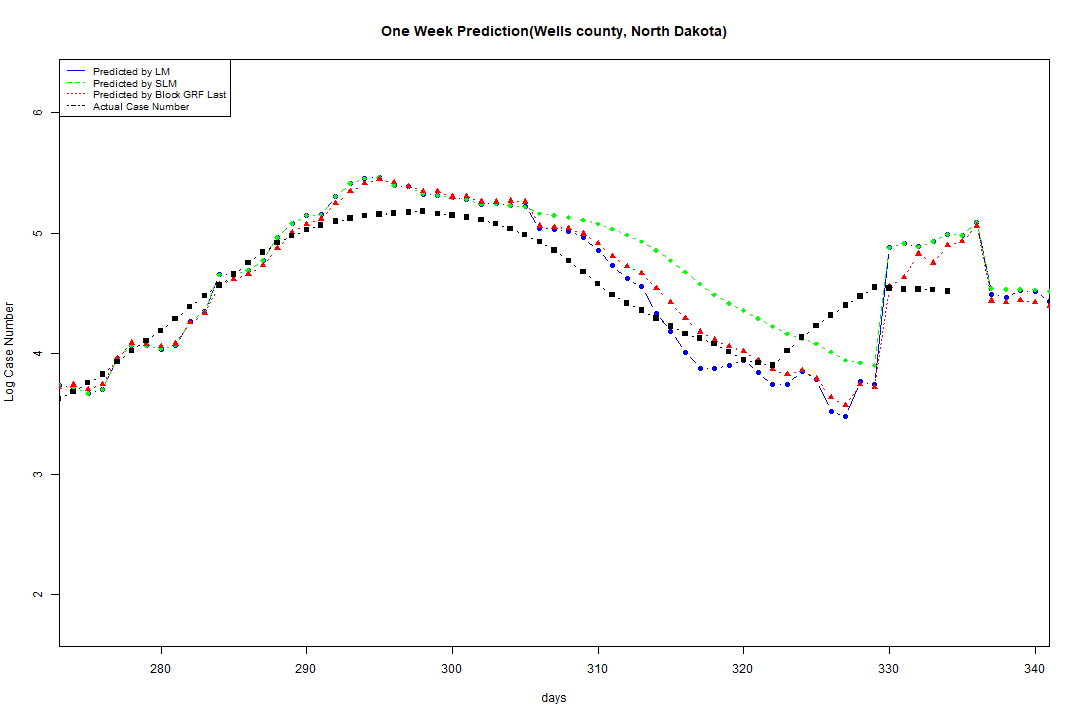 One Week Prediction(Wells county, North Dakota)
Predicted by LM
Predicted by SLM
Predicted by Block GRF Last
Actual Case Number
6
5
4
3
2
Log Case Number
280 290 300 310 320 330 340
days